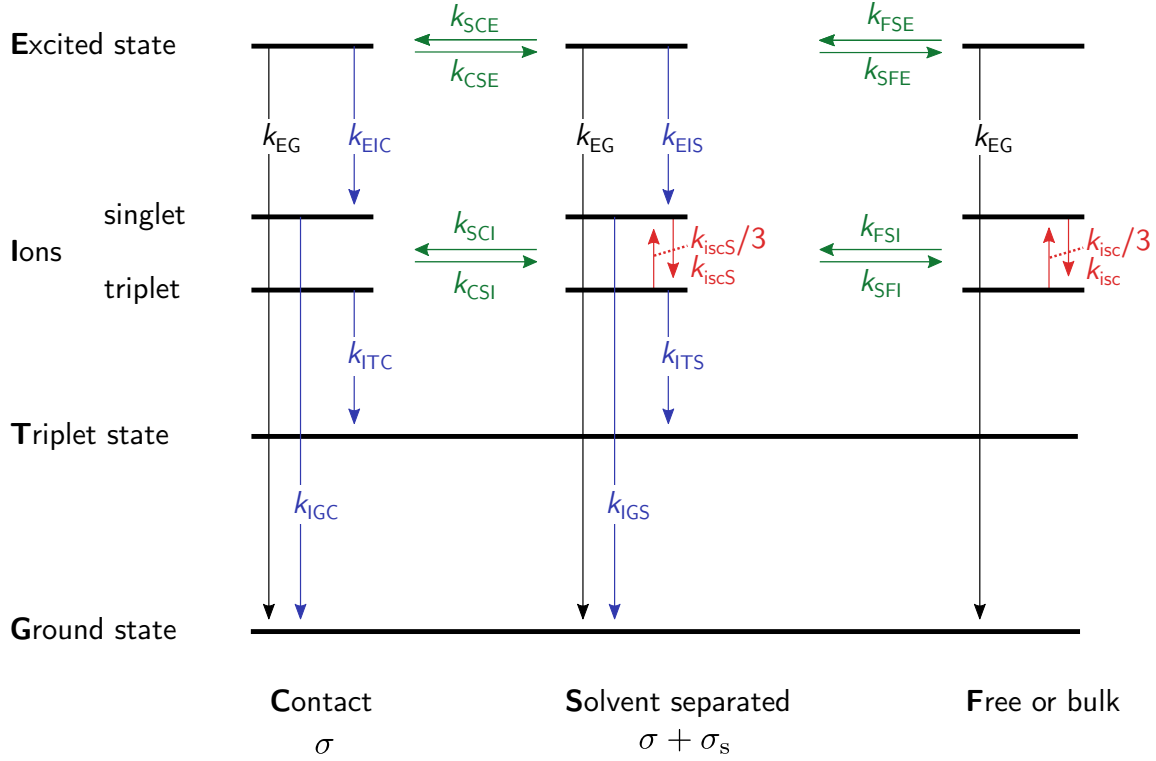 Excited state
k_SCE
k_CSE
k_FSE
k_SFE
k_EG
k_EIC
k_EG
k_EIS
k_EG
singlet
Ions
triplet
k_SCI
k_CSI
k_iscS/3
k_iscS
k_FSI
k_SFI
k_isc/3
k_isc
k_ITC
k_ITS
Triplet state
k_IGC
k_IGS
Ground state
Contact
Solvent separated
Free or bulk
σ
σ + σ_s